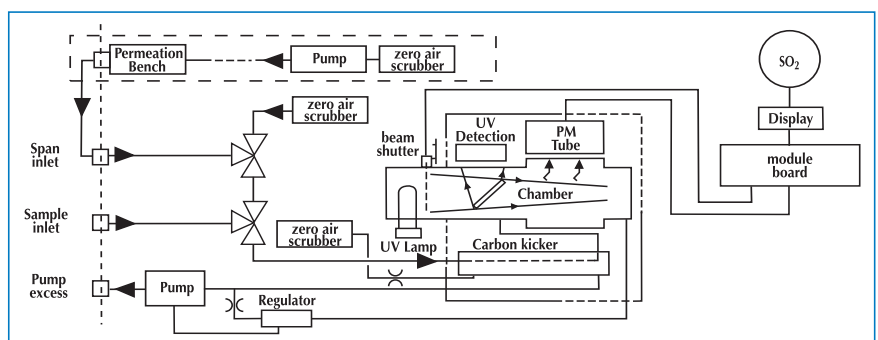 Permeation
Bench
Pump
zero air
scrubber
SO₂
zero air
scrubber
Display
Span
inlet
beam
shutter
UV
Detection
PM
Tube
module
board
Chamber
Sample
inlet
zero air
scrubber
UV Lamp
Carbon kicker
Pump
excess
Pump
Regulator